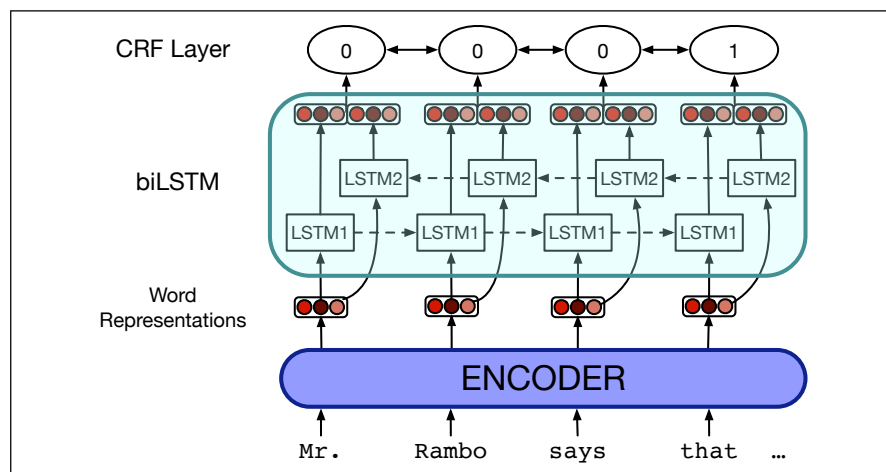 CRF Layer 0 0 0 1
biLSTM
LSTM2 LSTM2 LSTM2 LSTM2
LSTM1 LSTM1 LSTM1 LSTM1
Word
Representations
ENCODER
Mr. Rambo says that …